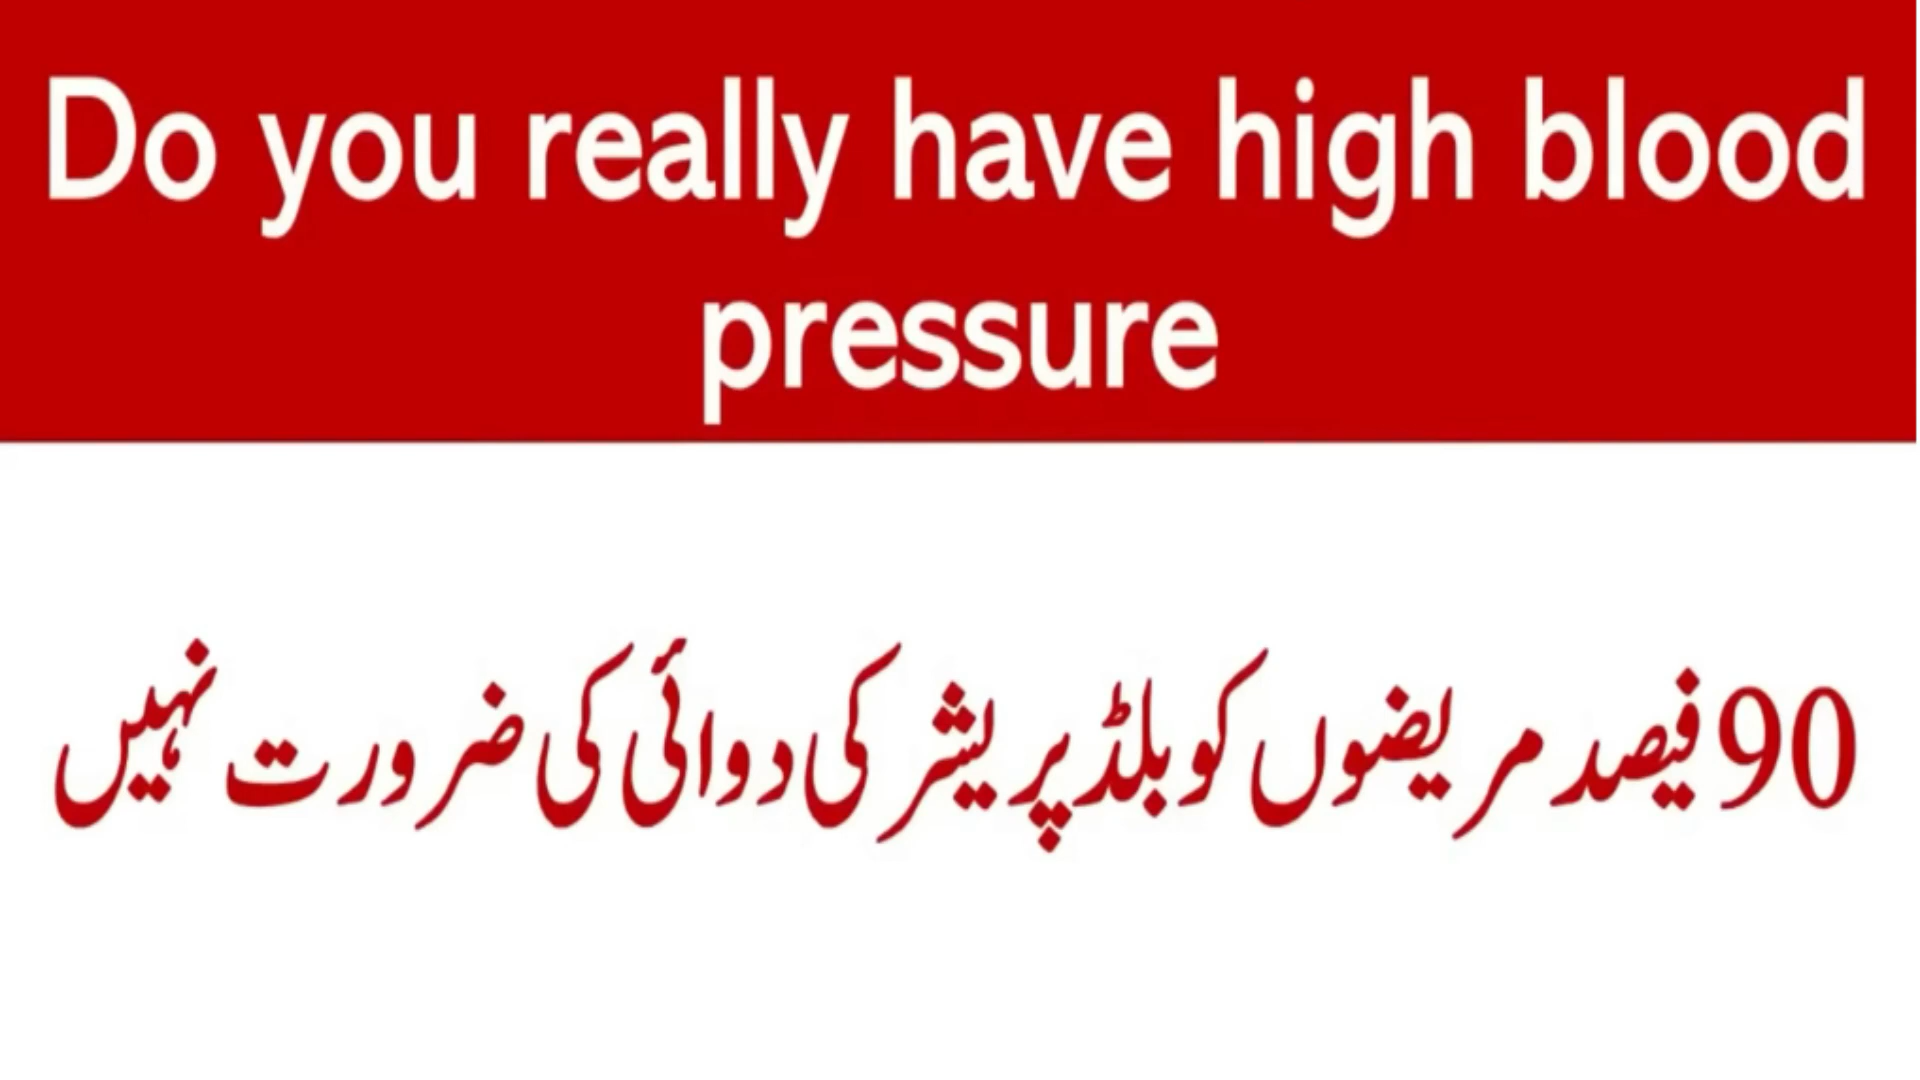 Do you really have high blood
pressure
90 فیصد مریضوں کو بلڈ پریشر کی دوائی کی ضرورت نہیں